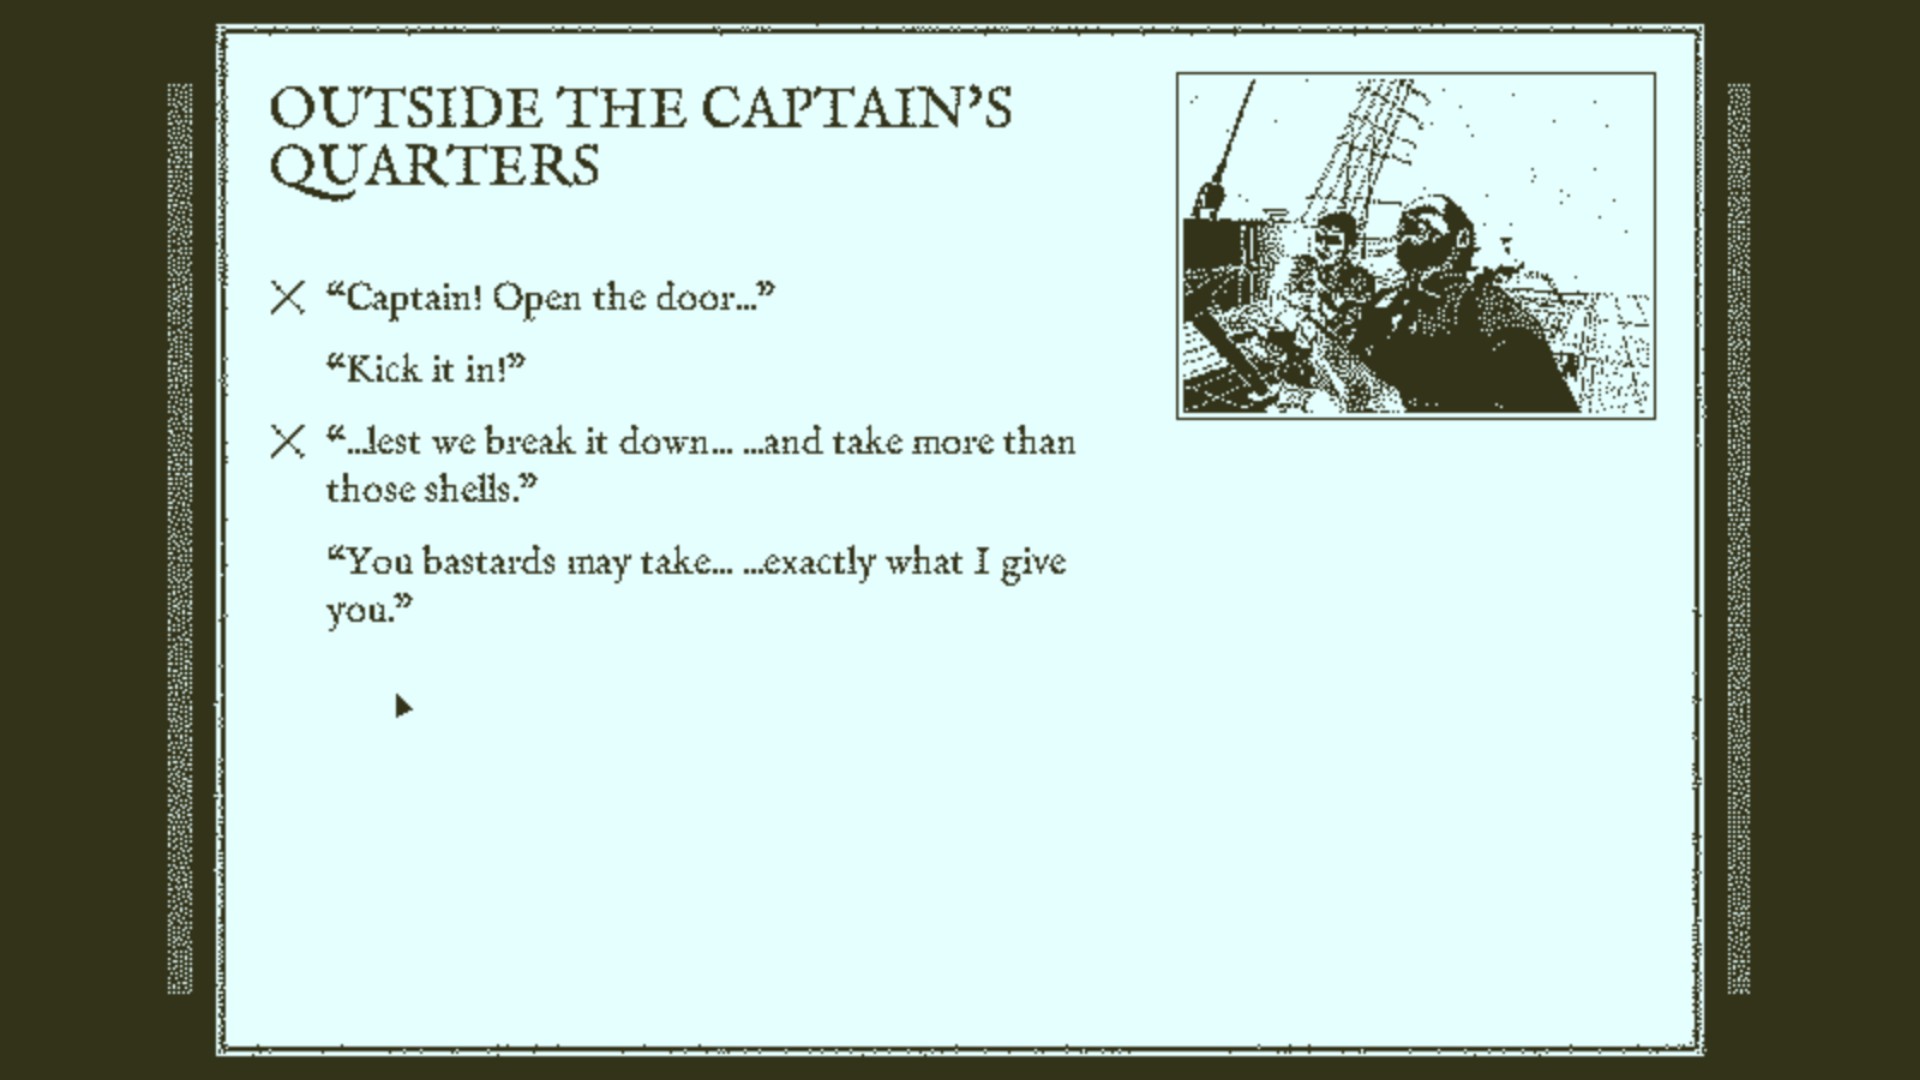 OUTSIDE THE CAPTAIN’S
QUARTERS
“Captain! Open the door...”
“Kick it in!”
“...lest we break it down... ...and take more than
those shells.”
“You bastards may take... ...exactly what I give
you.”